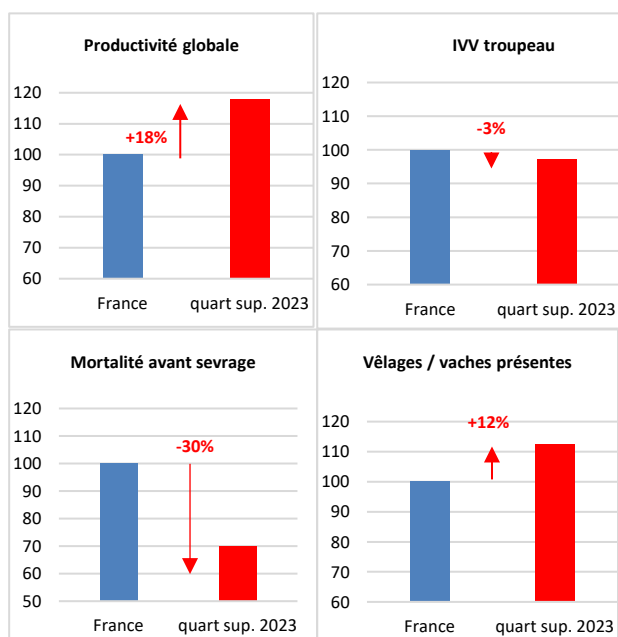 Productivité globale
120
110
100
90
80
70
60
+18%
France
quart sup. 2023
IVV troupeau
120
110
100
90
80
70
60
-3%
France
quart sup. 2023
Mortalité avant sevrage
120
110
100
90
80
70
60
50
-30%
France
quart sup. 2023
Vêlages / vaches présentes
120
110
100
90
80
70
60
+12%
France
quart sup. 2023